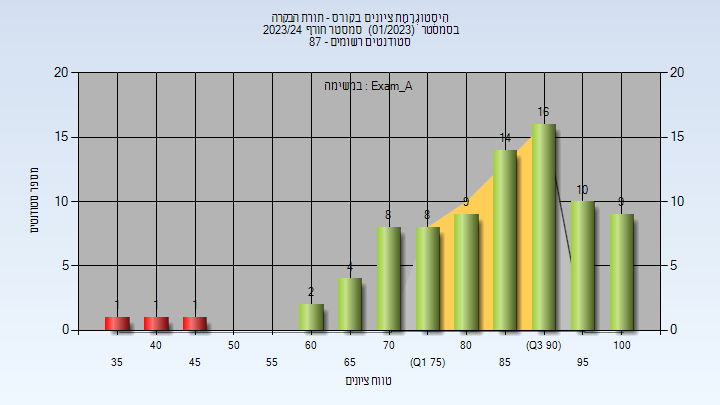 הִיסְטוֹגְרָמַת ציונים בקורס - תורת הבקרה
בסמסטר (01/2023) סמסטר חורף 2023/24
סטודנטים רשומים - 87
במשימה : Exam_A
מספר סטודנטים
20 15 10 5 0
20 15 10 5 0
1 1 1 2 4 8 8 9 14 16 10 9
40 50 60 70 80 (Q3 90) 100
35 45 55 65 (Q1 75) 85 95
טווח ציונים